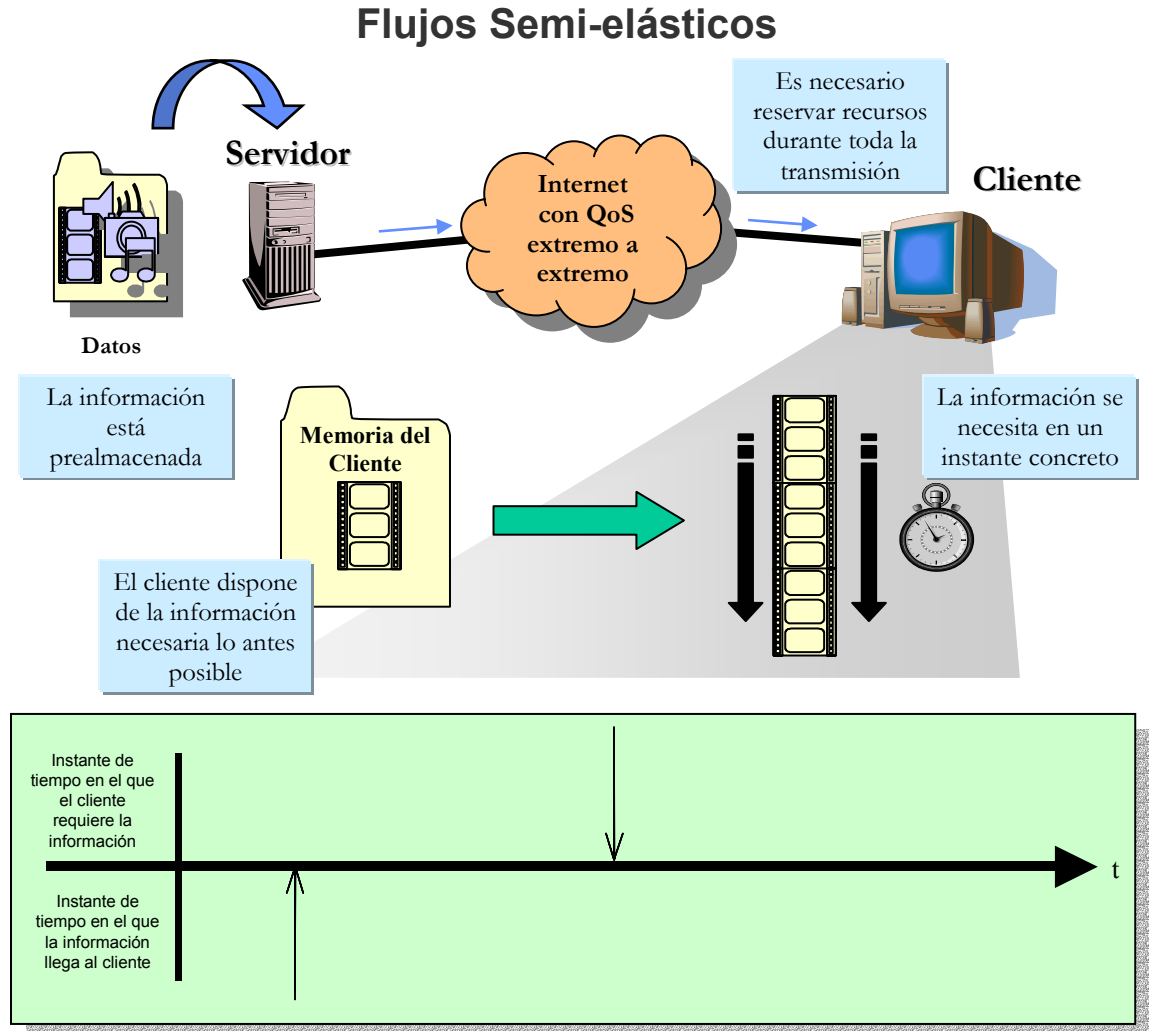 Flujos Semi-elásticos
Es necesario
reservar recursos
durante toda la
transmisión
Servidor
Internet
con QoS
extremo a
extremo
Cliente
Datos
La información
está
prealmacenada
Memoria del
Cliente
La información se
necesita en un
instante concreto
El cliente dispone
de la información
necesaria lo antes
posible
Instante de
tiempo en el que
el cliente
requiere la
información
t
Instante de
tiempo en el que
la información
llega al cliente